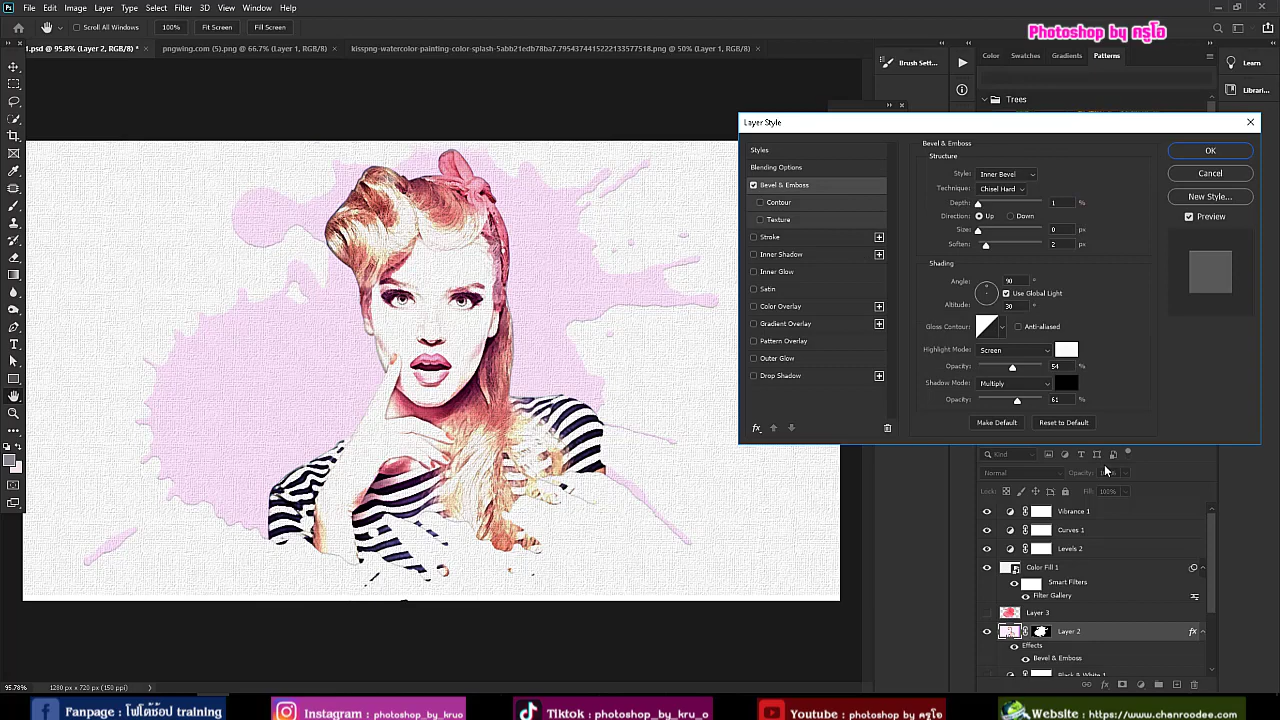 File Edit Image Layer Type Select Filter 3D View Window Help
Scroll All Windows 100% Fit Screen Fill Screen
Photoshop by ครูโอ
l.psd @ 95.8% (Layer 2, RGB/8) * × pngwing.com (5).png @ 66.7% (Layer 1, RGB/8) × kisspng-watercolor-painting-color-splash-5abb21edb78ba7.7954374415222133577518.png @ 50% (Layer 1, RGB/8) ×
Brush Sett... Color Swatches Gradients Patterns Learn
Librari...
Trees
Layer Style
Styles
Blending Options
Bevel & Emboss
Contour
Texture
Stroke
Inner Shadow
Inner Glow
Satin
Color Overlay
Gradient Overlay
Pattern Overlay
Outer Glow
Drop Shadow
fx
Bevel & Emboss
Structure
Style: Inner Bevel
Technique: Chisel Hard
Depth: 1 %
Direction: Up Down
Size: 0 px
Soften: 2 px
Shading
Angle: 90 °
Use Global Light
Altitude: 30 °
Gloss Contour: Anti-aliased
Highlight Mode: Screen
Opacity: 54 %
Shadow Mode: Multiply
Opacity: 61 %
Make Default Reset to Default
OK
Cancel
New Style...
Preview
Kind
Normal Opacity:
Lock: Fill: 100%
Vibrance 1
Curves 1
Levels 2
Color Fill 1
Smart Filters
Filter Gallery
Layer 3
Layer 2 fx
Effects
Bevel & Emboss
Black & White 1
95.78% 1280 px x 720 px (150 ppi)
Fanpage : โฟโต้ช้อป training
Instagram : photoshop_by_kruo
Tiktok : photoshop_by_kru_o
Youtube : photoshop by ครูโอ
Website : https://www.chanroodee.com